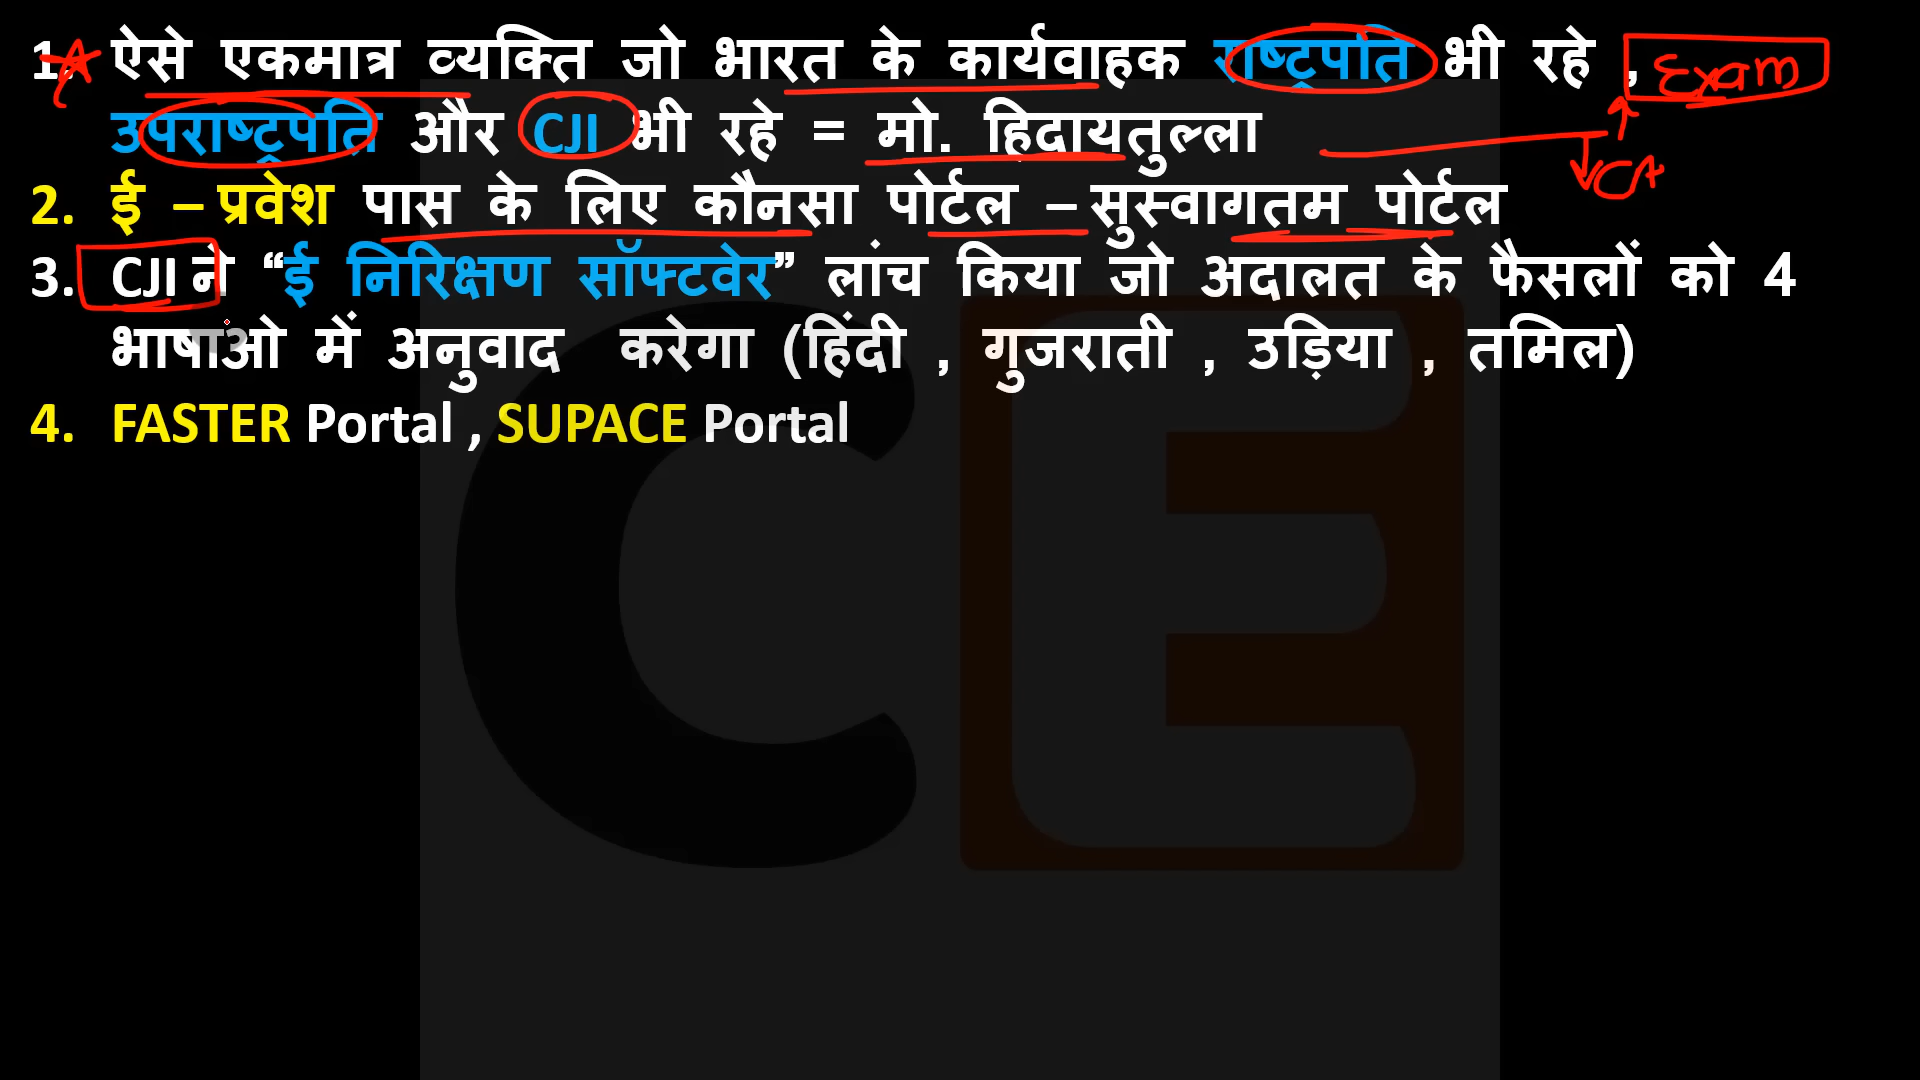 1. ऐसे एकमात्र व्यक्ति जो भारत के कार्यवाहक राष्ट्रपति भी रहे , Exam
उपराष्ट्रपति और CJI भी रहे = मो. हिदायतुल्ला
CA
2. ई – प्रवेश पास के लिए कौनसा पोर्टल – सुस्वागतम पोर्टल
3. CJI ने “ई निरिक्षण सॉफ्टवेर” लांच किया जो अदालत के फैसलों को 4
भाषाओ में अनुवाद करेगा (हिंदी , गुजराती , उड़िया , तमिल)
4. FASTER Portal , SUPACE Portal
CE